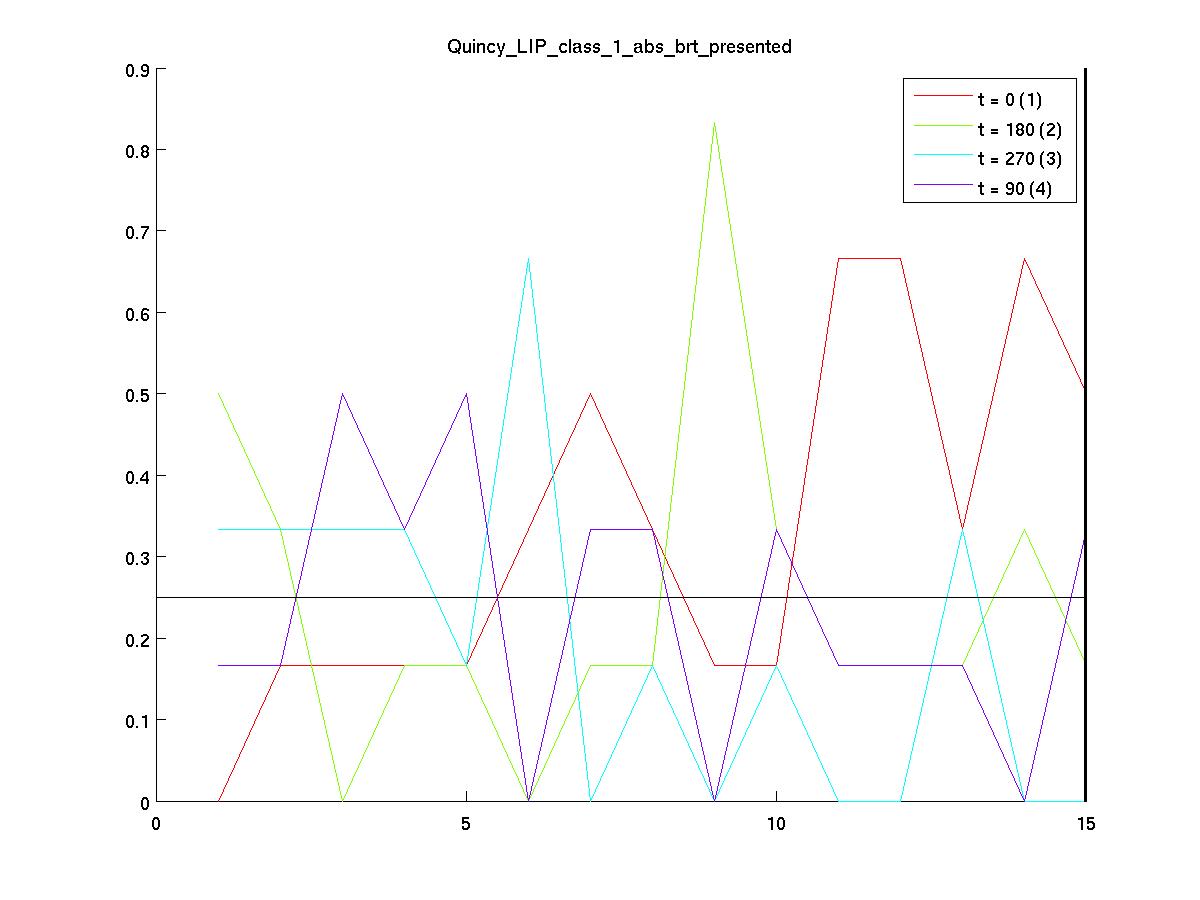 Quincy_LIP_class_1_abs_brt_presented
0.9
0.8
0.7
0.6
0.5
0.4
0.3
0.2
0.1
0
t = 0 (1)
t = 180 (2)
t = 270 (3)
t = 90 (4)
0 5 10 15